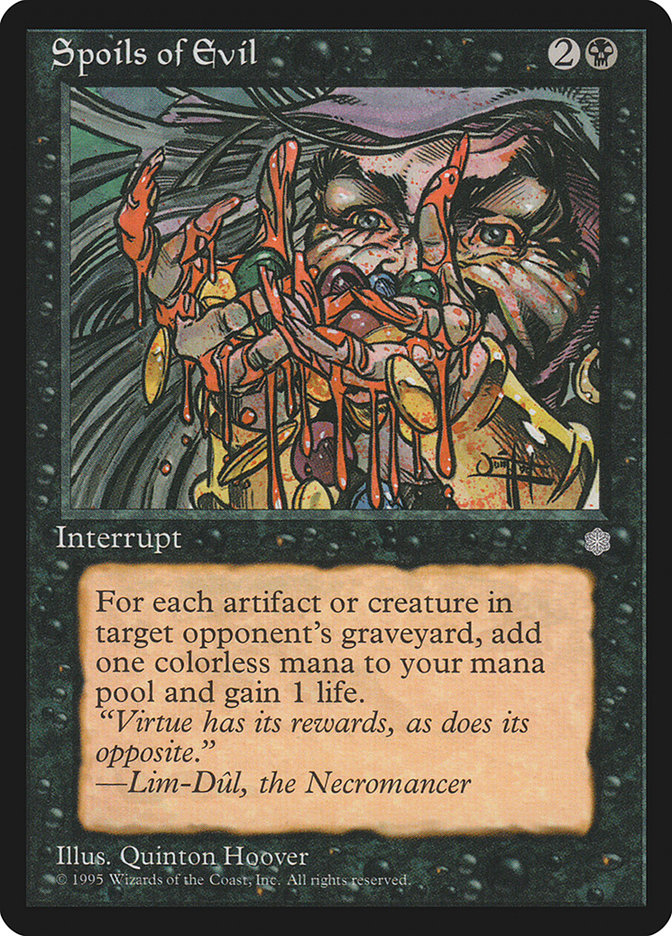 Spoils of Evil 2
Interrupt
For each artifact or creature in
target opponent's graveyard, add
one colorless mana to your mana
pool and gain 1 life.
"Virtue has its rewards, as does its
opposite."
—Lim-Dûl, the Necromancer
Illus. Quinton Hoover
© 1995 Wizards of the Coast, Inc. All rights reserved.